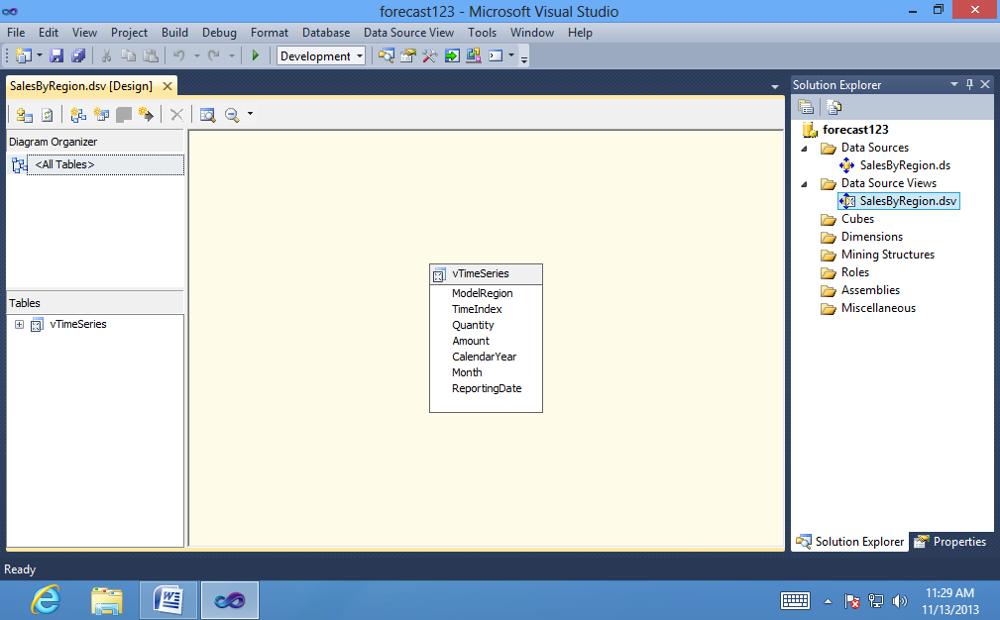 forecast123 - Microsoft Visual Studio
File Edit View Project Build Debug Format Database Data Source View Tools Window Help
Development
SalesByRegion.dsv [Design]
Diagram Organizer
<All Tables>
Tables
vTimeSeries
vTimeSeries
ModelRegion
TimeIndex
Quantity
Amount
CalendarYear
Month
ReportingDate
Solution Explorer
forecast123
Data Sources
SalesByRegion.ds
Data Source Views
SalesByRegion.dsv
Cubes
Dimensions
Mining Structures
Roles
Assemblies
Miscellaneous
Solution Explorer Properties
Ready
11:29 AM
11/13/2013